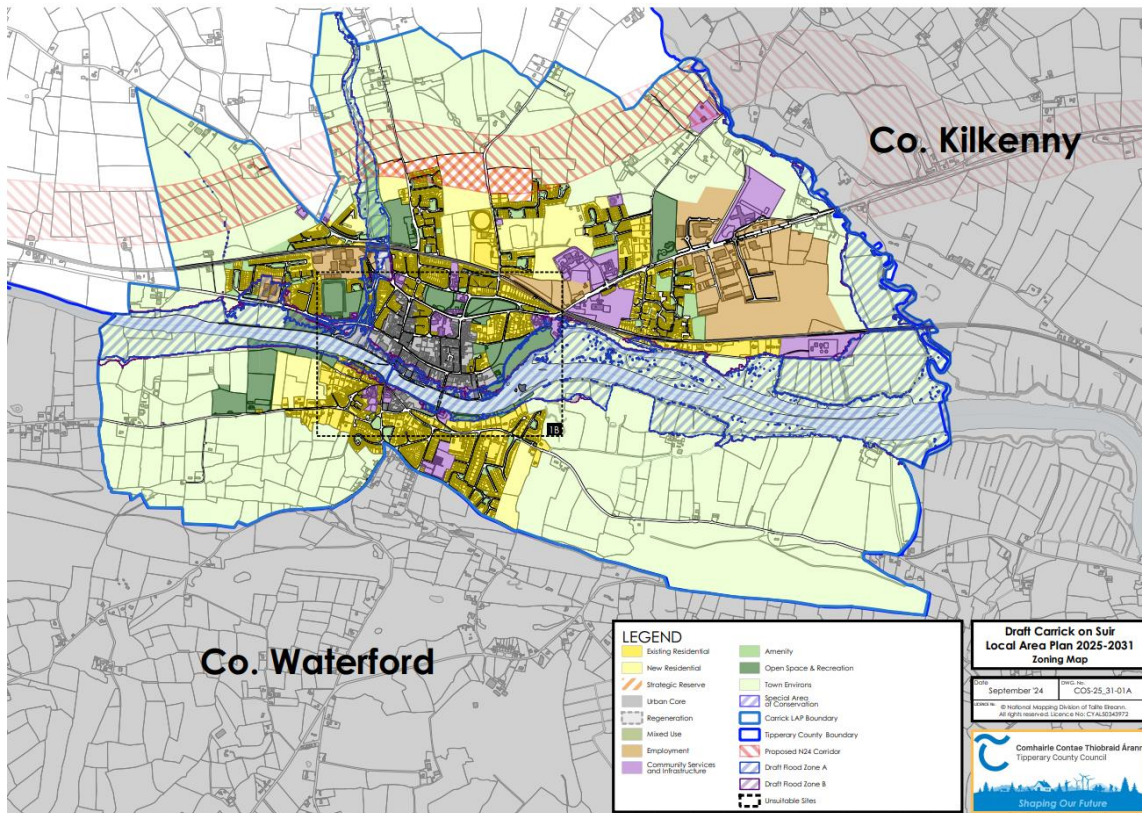 Co. Kilkenny
1B
Co. Waterford
LEGEND
Existing Residential
New Residential
Strategic Reserve
Urban Core
Regeneration
Mixed Use
Employment
Community Services
and Infrastructure
Amenity
Open Space & Recreation
Town Environs
Special Area
of Conservation
Carrick LAP Boundary
Tipperary County Boundary
Proposed N24 Corridor
Draft Flood Zone A
Draft Flood Zone B
Unsuitable Sites
Draft Carrick on Suir
Local Area Plan 2025-2031
Zoning Map
Date
September '24
DWG. No.
COS-25_31-01A
LICENCE No.
© National Mapping Division of Tailte Éireann.
All rights reserved. Licence No: CYAL50343972
Comhairle Contae Thiobraid Árann
Tipperary County Council
Shaping Our Future